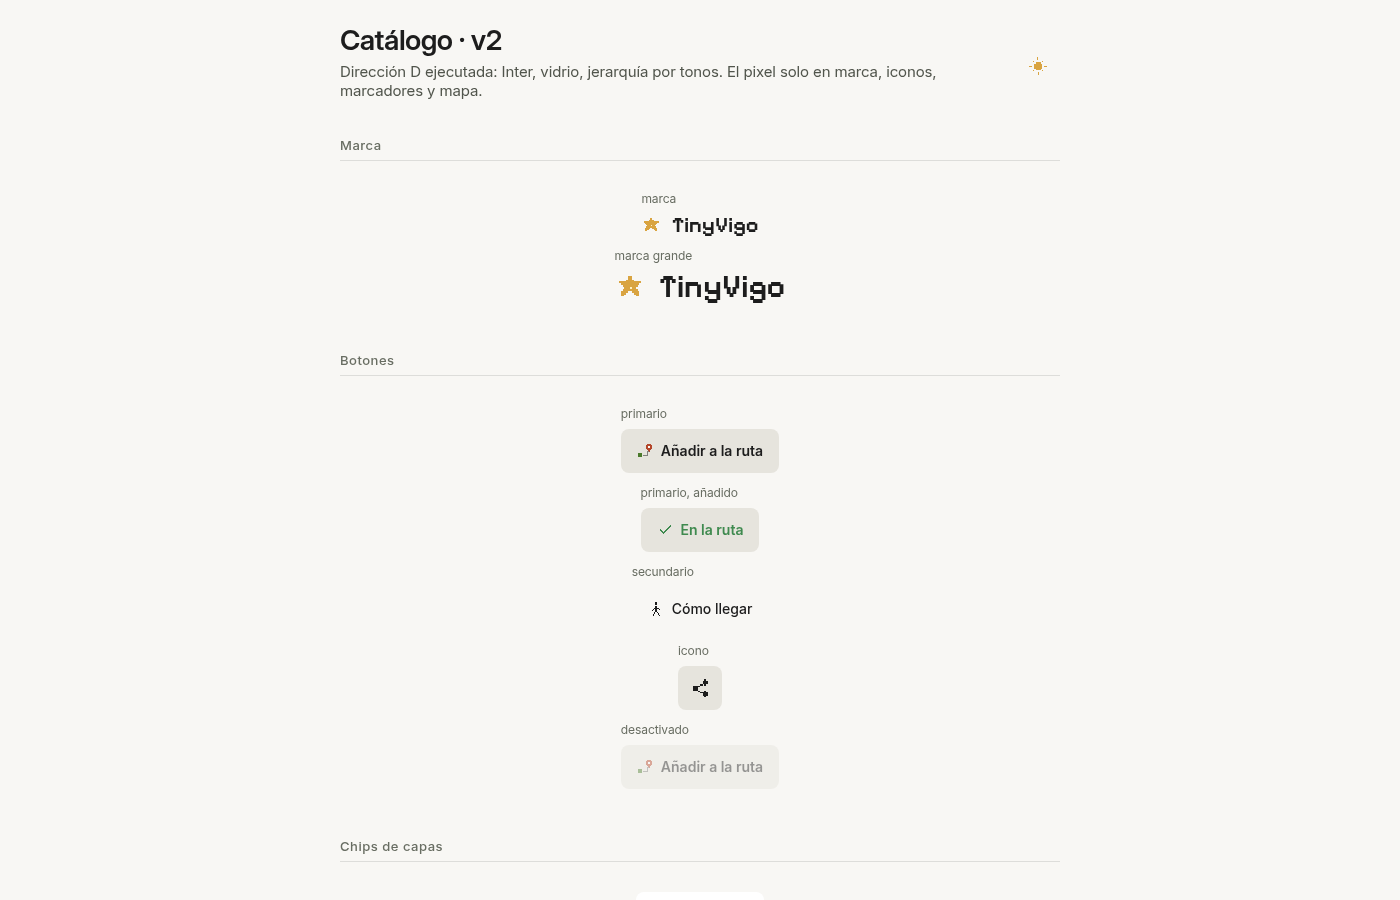 Catálogo · v2
Dirección D ejecutada: Inter, vidrio, jerarquía por tonos. El pixel solo en marca, iconos,
marcadores y mapa.
Marca
marca
TinyVigo
marca grande
TinyVigo
Botones
primario
Añadir a la ruta
primario, añadido
En la ruta
secundario
Cómo llegar
icono
desactivado
Añadir a la ruta
Chips de capas